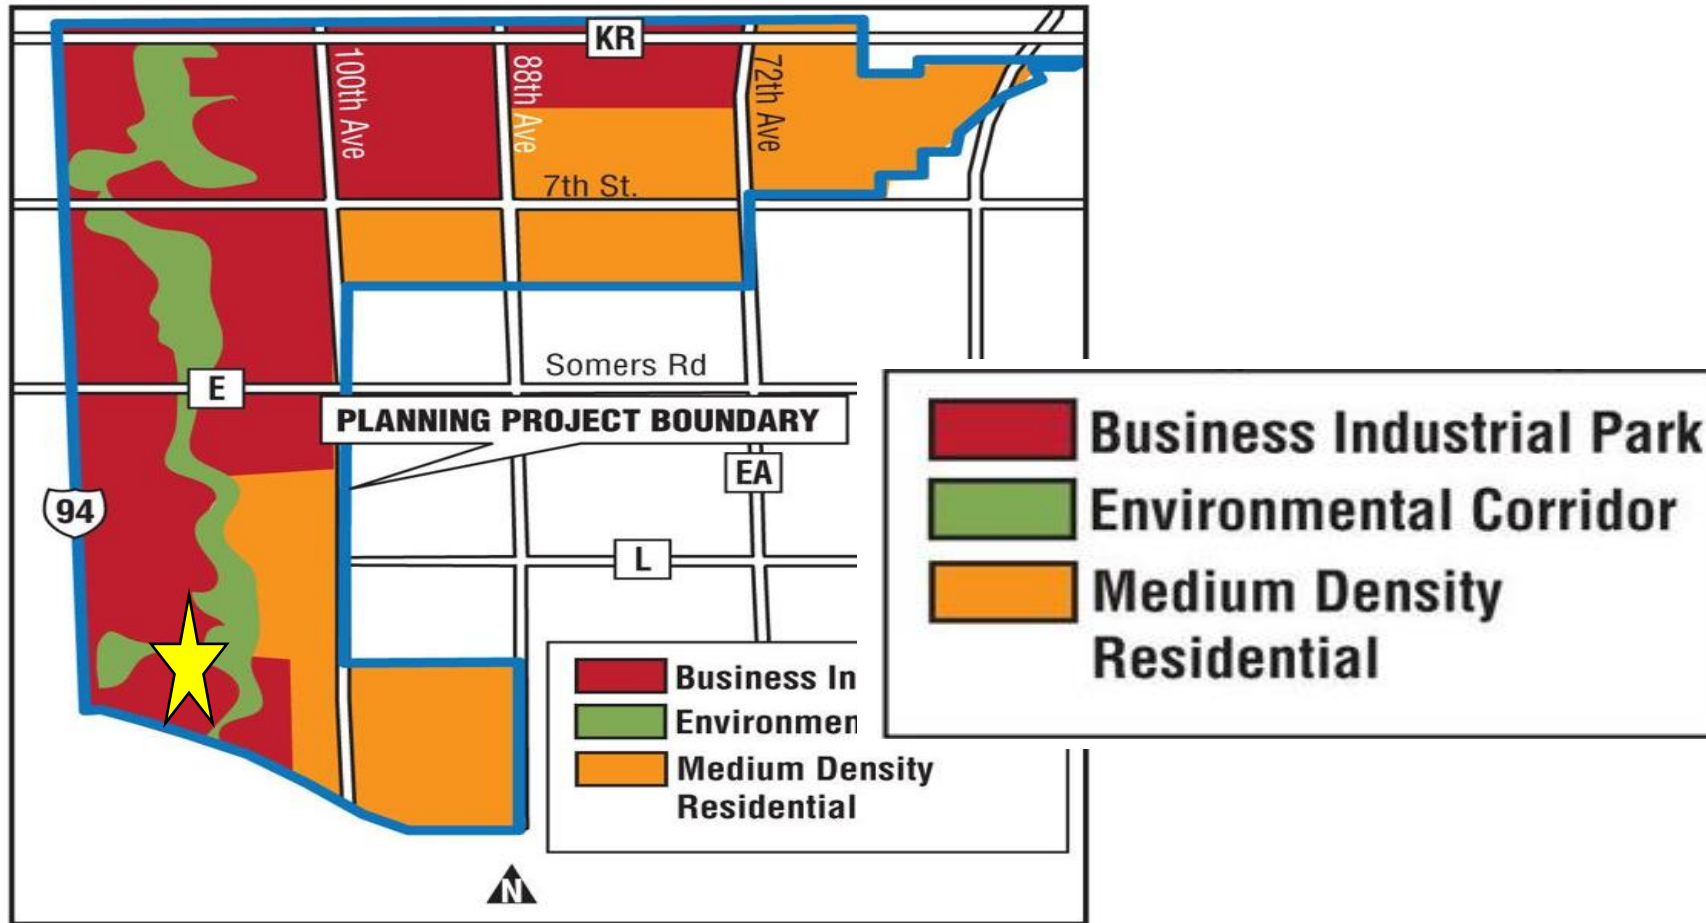 KR
100th Ave
88th Ave
72th Ave
7th St.
Somers Rd
E
PLANNING PROJECT BOUNDARY
EA
94
L
Business In
Environmen
Medium Density
Residential
N
Business Industrial Park
Environmental Corridor
Medium Density
Residential